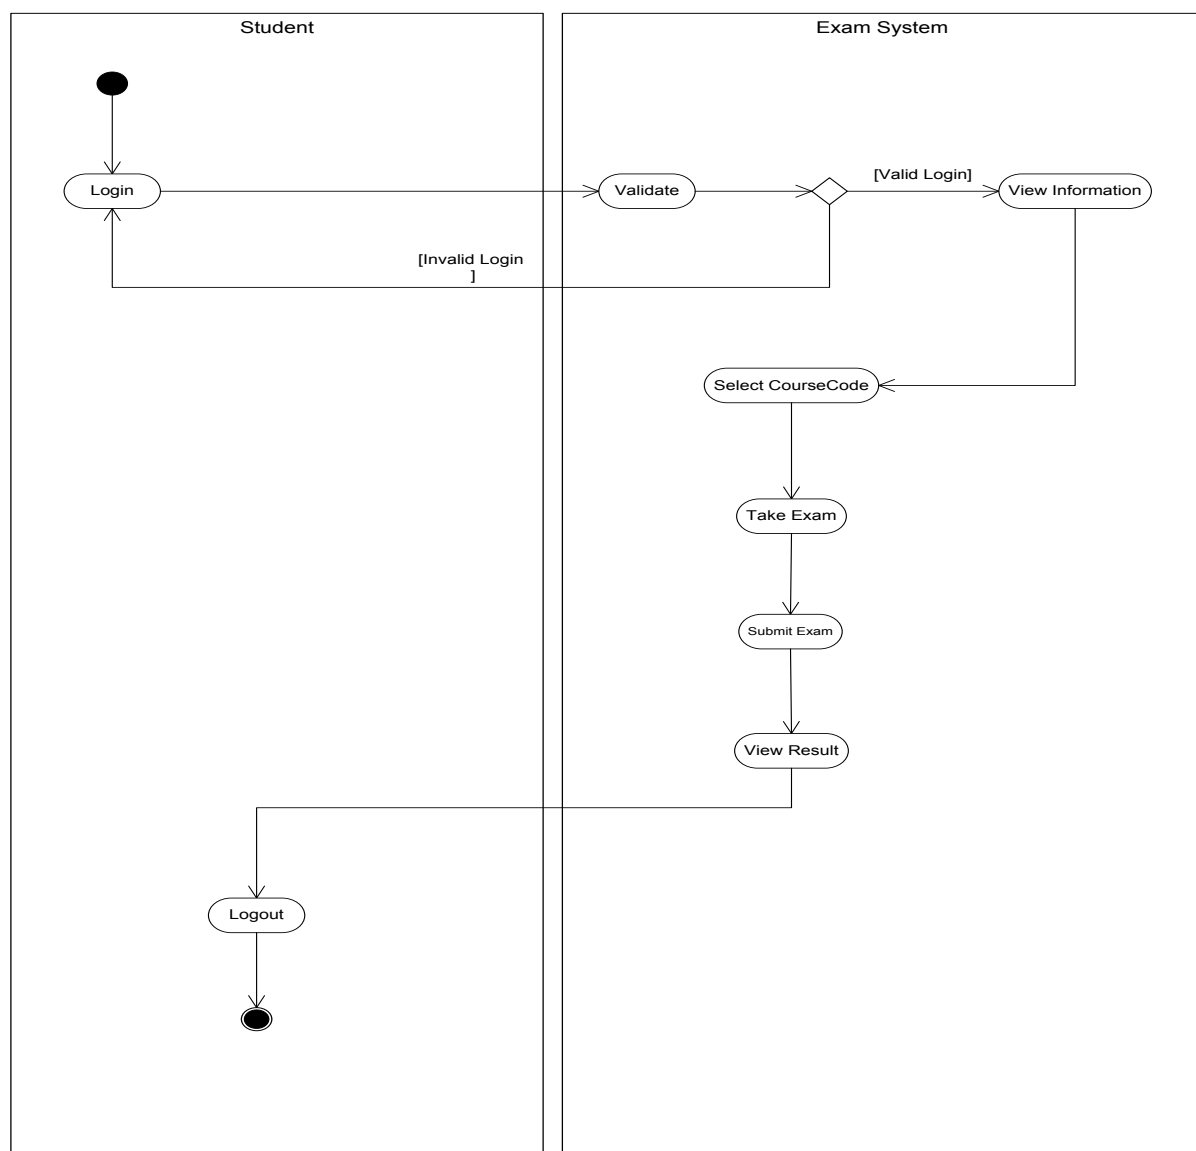 Student
Exam System
Login
Validate
[Valid Login]
View Information
[Invalid Login
]
Select CourseCode
Take Exam
Submit Exam
View Result
Logout